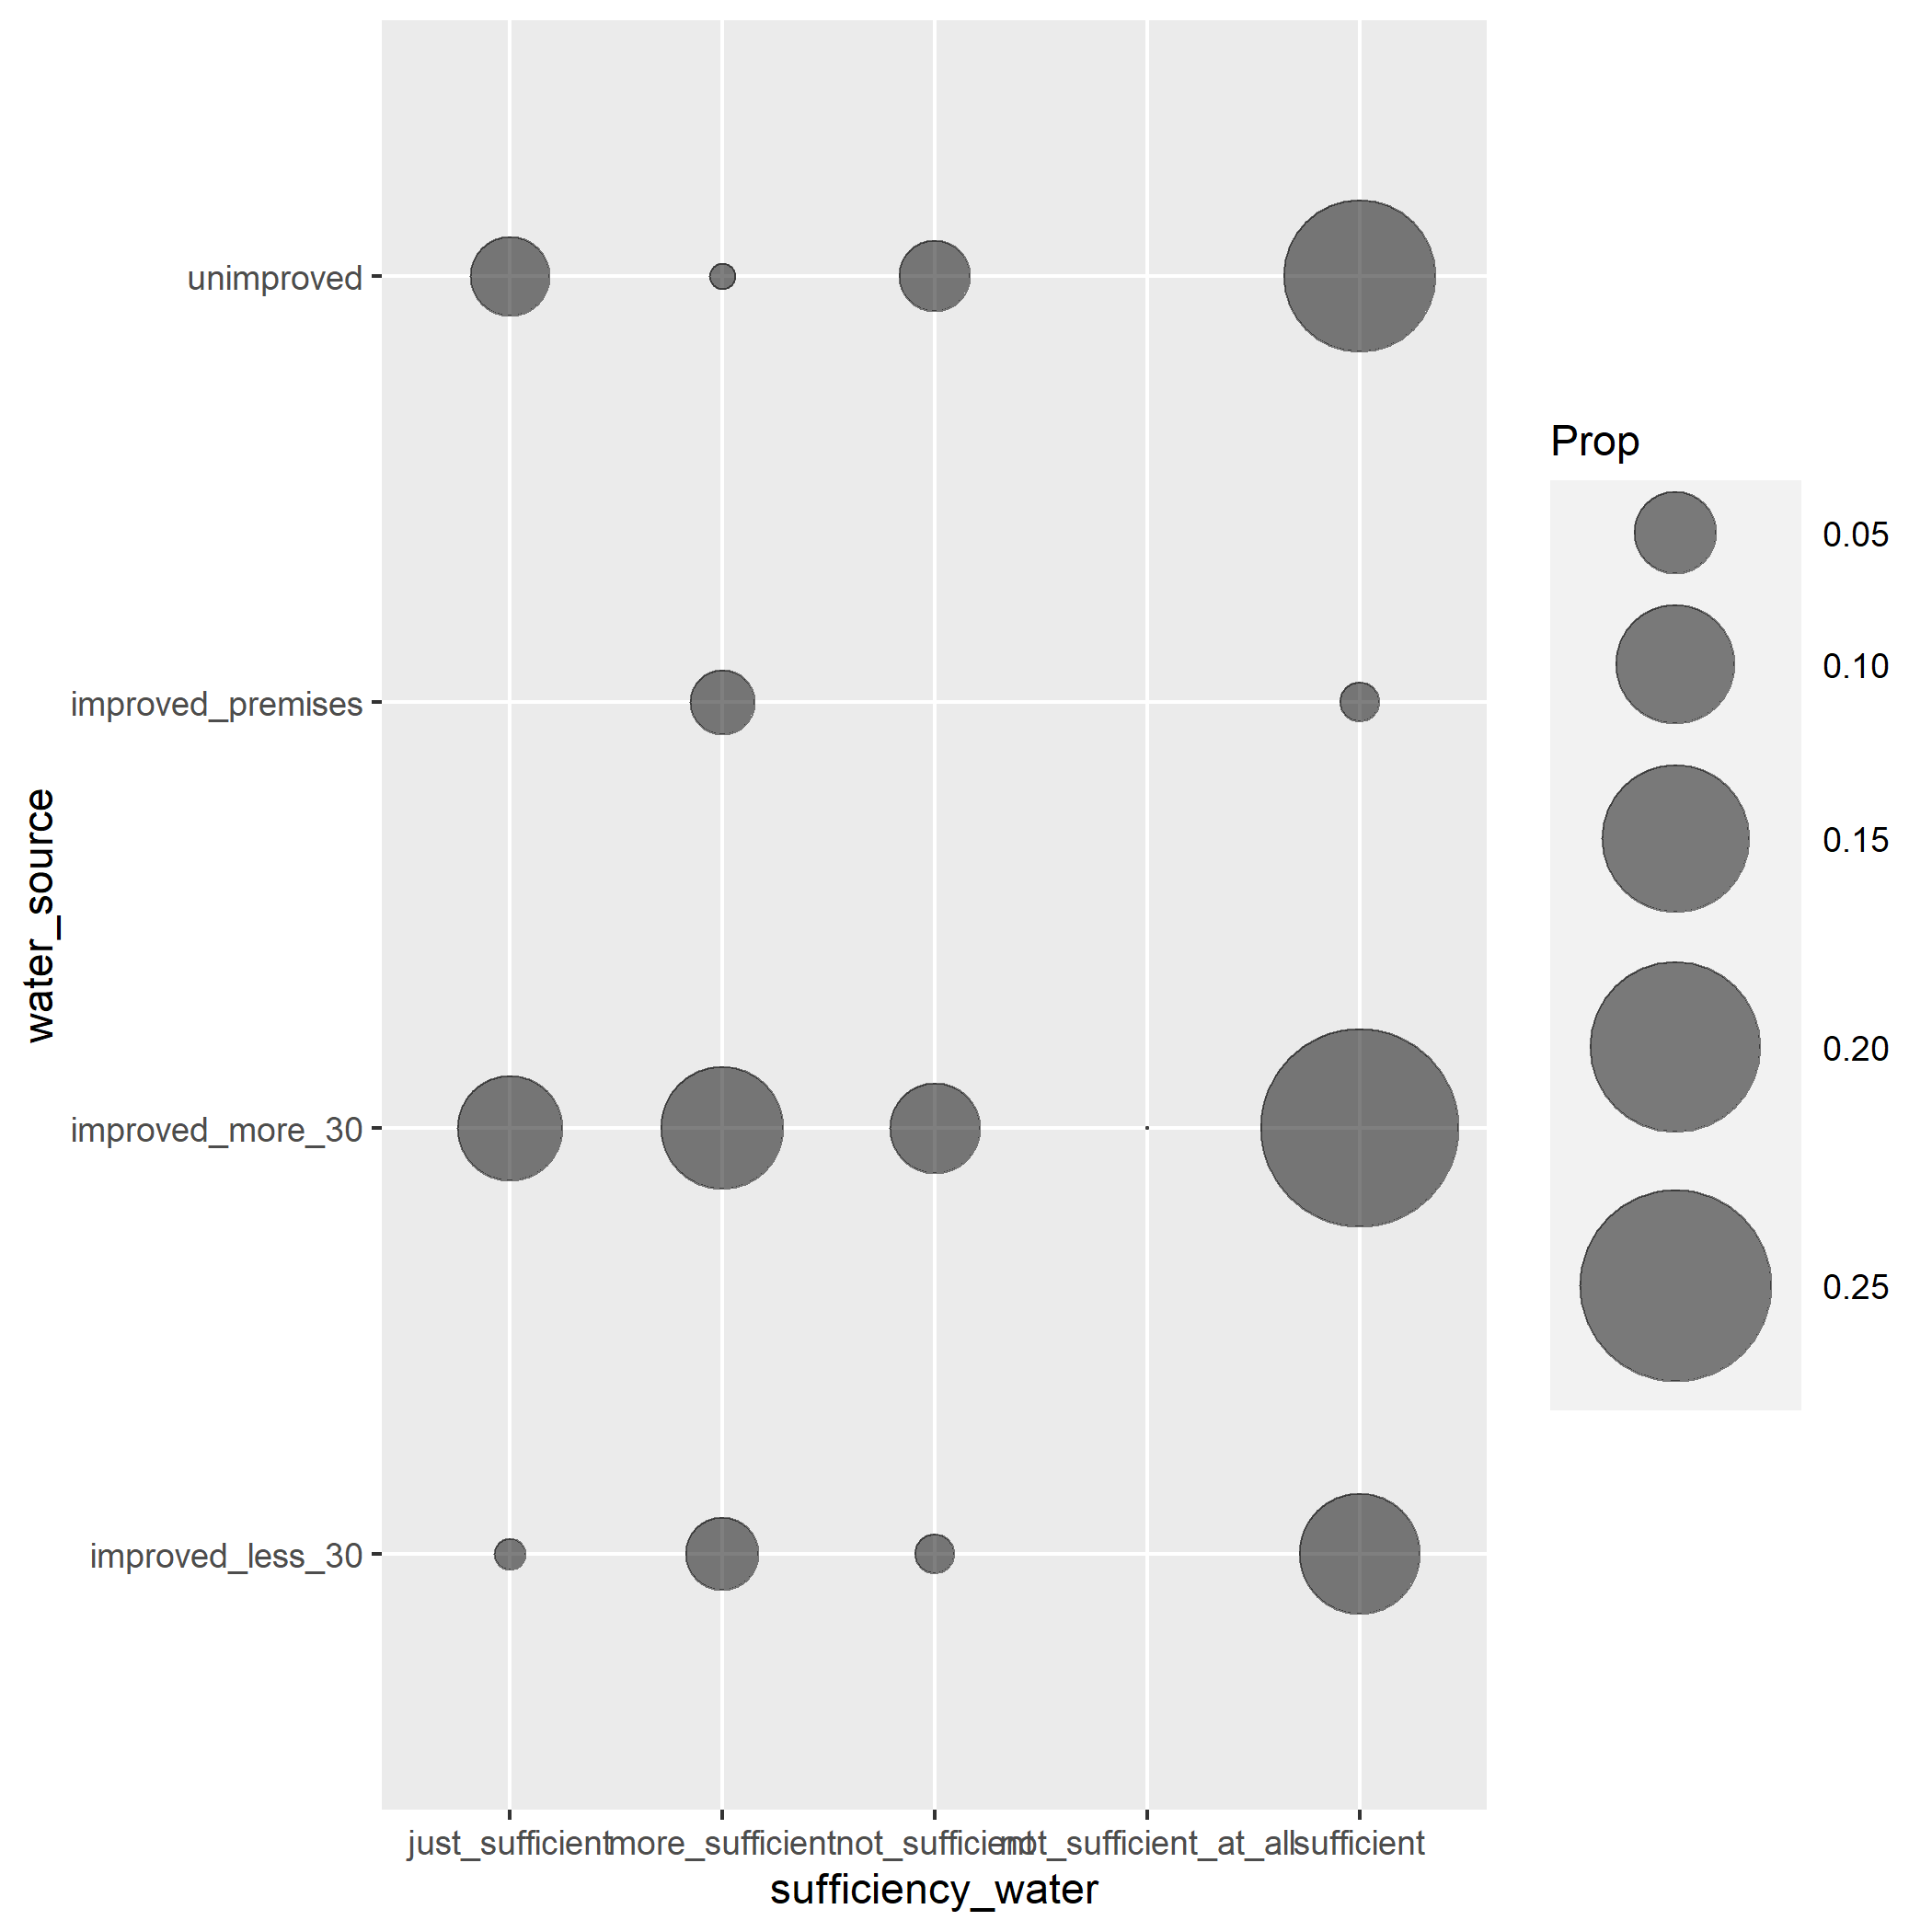 unimproved
improved_premises
improved_more_30
improved_less_30
water_source
just_sufficient
more_sufficient
not_sufficient
not_sufficient_at_all
sufficient
sufficiency_water
Prop
0.05
0.10
0.15
0.20
0.25